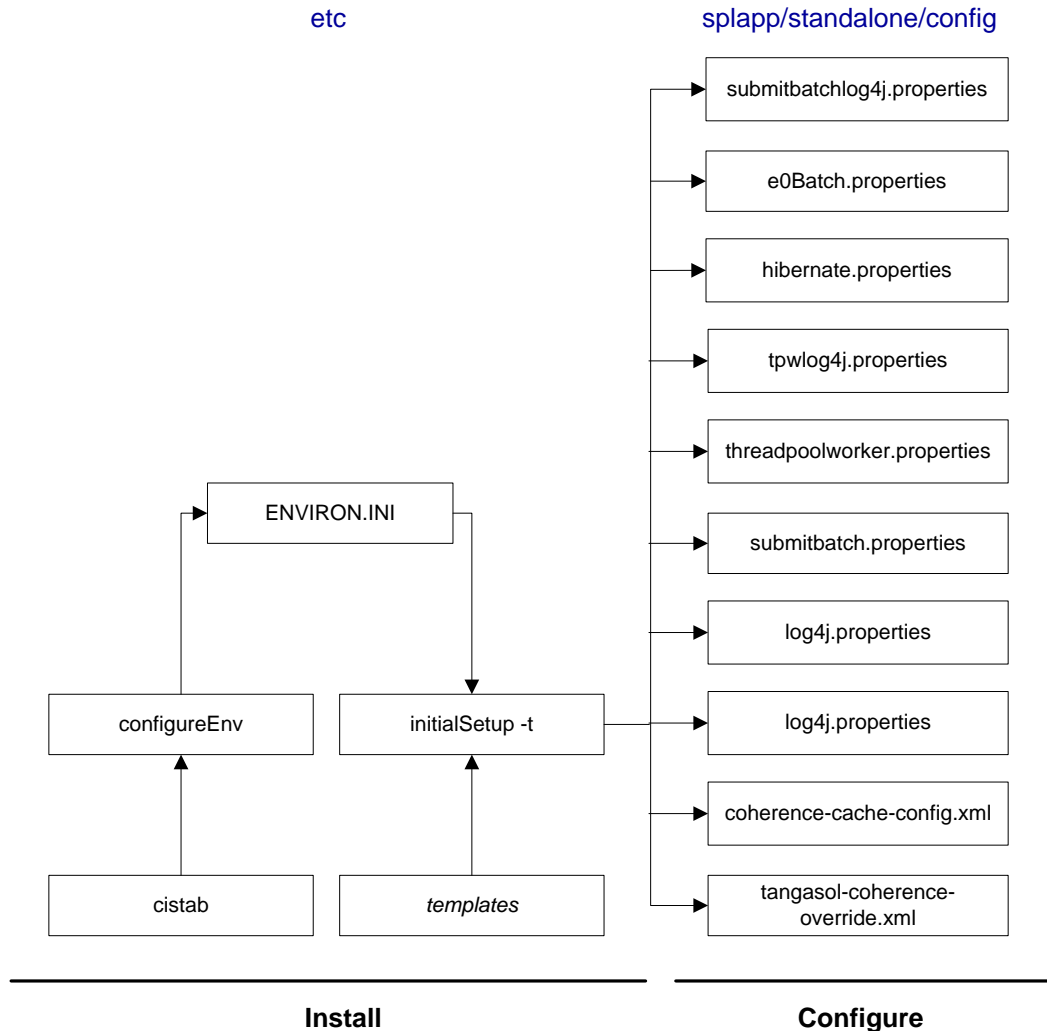 etc
splapp/standalone/config
submitbatchlog4j.properties
e0Batch.properties
hibernate.properties
tpwlog4j.properties
threadpoolworker.properties
ENVIRON.INI
submitbatch.properties
log4j.properties
configureEnv
initialSetup -t
log4j.properties
coherence-cache-config.xml
cistab
templates
tangasol-coherence-
override.xml
Install
Configure